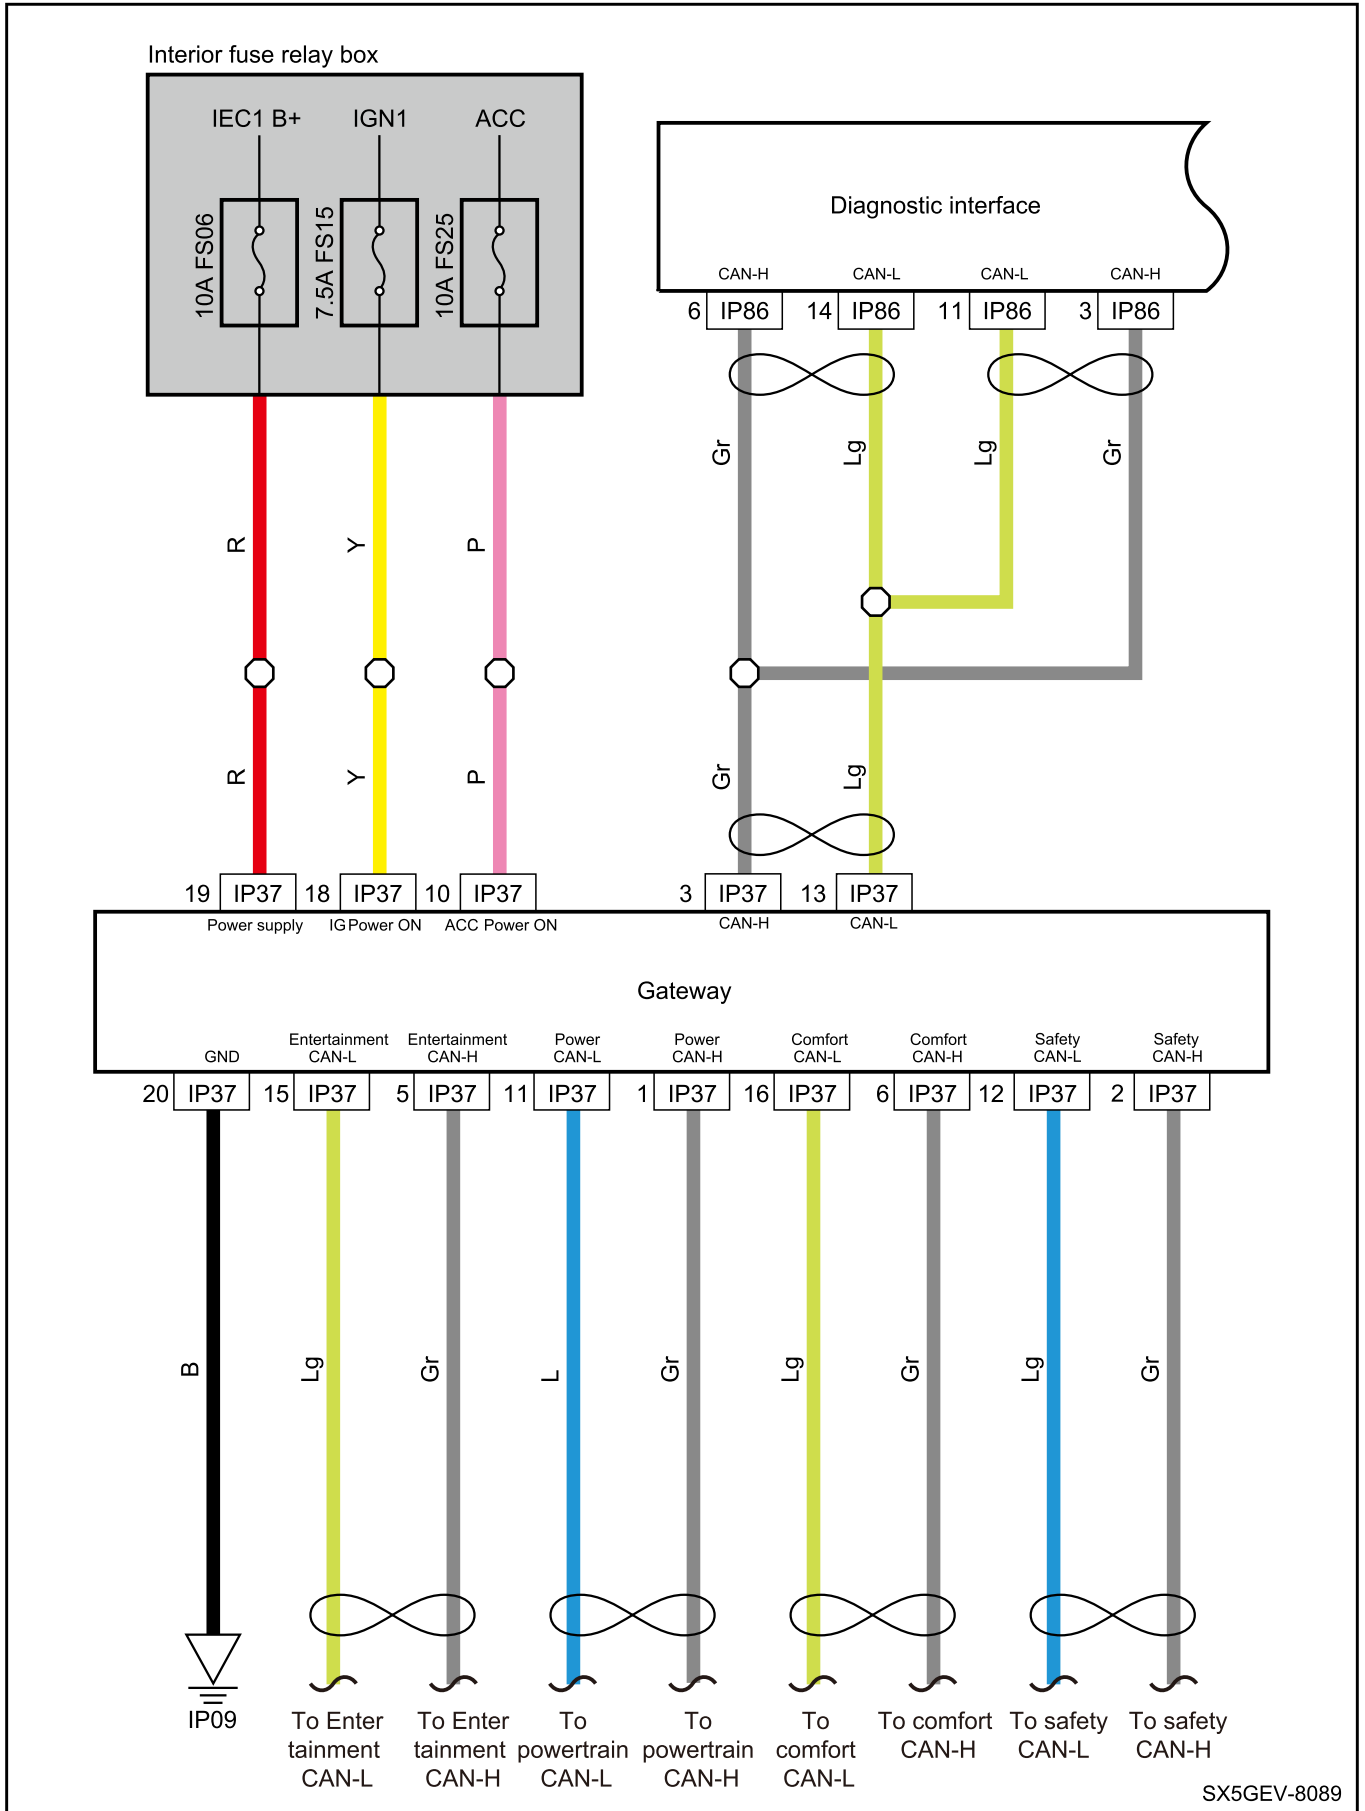 Interior fuse relay box
IEC1 B+ IGN1 ACC
10A FS06 7.5A FS15 10A FS25
Diagnostic interface
CAN-H CAN-L CAN-L CAN-H
6 IP86 14 IP86 11 IP86 3 IP86
Gr Lg Lg Gr
R Y P
R Y P Gr Lg
19 IP37 18 IP37 10 IP37 3 IP37 13 IP37
Power supply IG Power ON ACC Power ON CAN-H CAN-L
Gateway
GND
Entertainment
CAN-L
Entertainment
CAN-H
Power
CAN-L
Power
CAN-H
Comfort
CAN-L
Comfort
CAN-H
Safety
CAN-L
Safety
CAN-H
20 IP37 15 IP37 5 IP37 11 IP37 1 IP37 16 IP37 6 IP37 12 IP37 2 IP37
B Lg Gr L Gr Lg Gr Lg Gr
IP09
To Enter
tainment
CAN-L
To Enter
tainment
CAN-H
To
powertrain
CAN-L
To
powertrain
CAN-H
To
comfort
CAN-L
To comfort
CAN-H
To safety
CAN-L
To safety
CAN-H
SX5GEV-8089